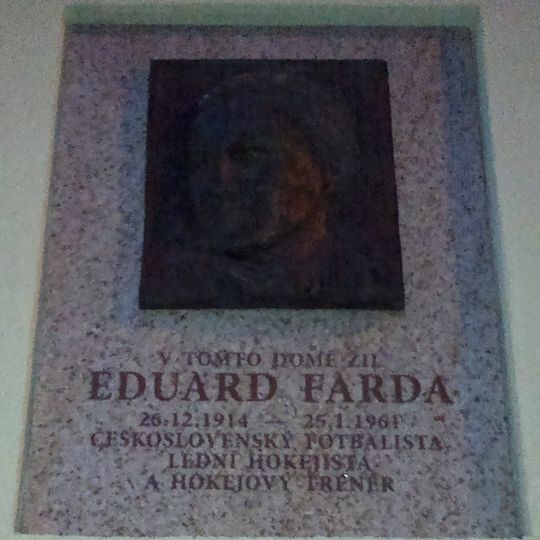 V TOMTO DOMĚ ŽIL
EDUARD FARDA
26.12.1914 — 25.1.1961
ČESKOSLOVENSKÝ FOTBALISTA,
LEDNÍ HOKEJISTA
A HOKEJOVÝ TRENÉR